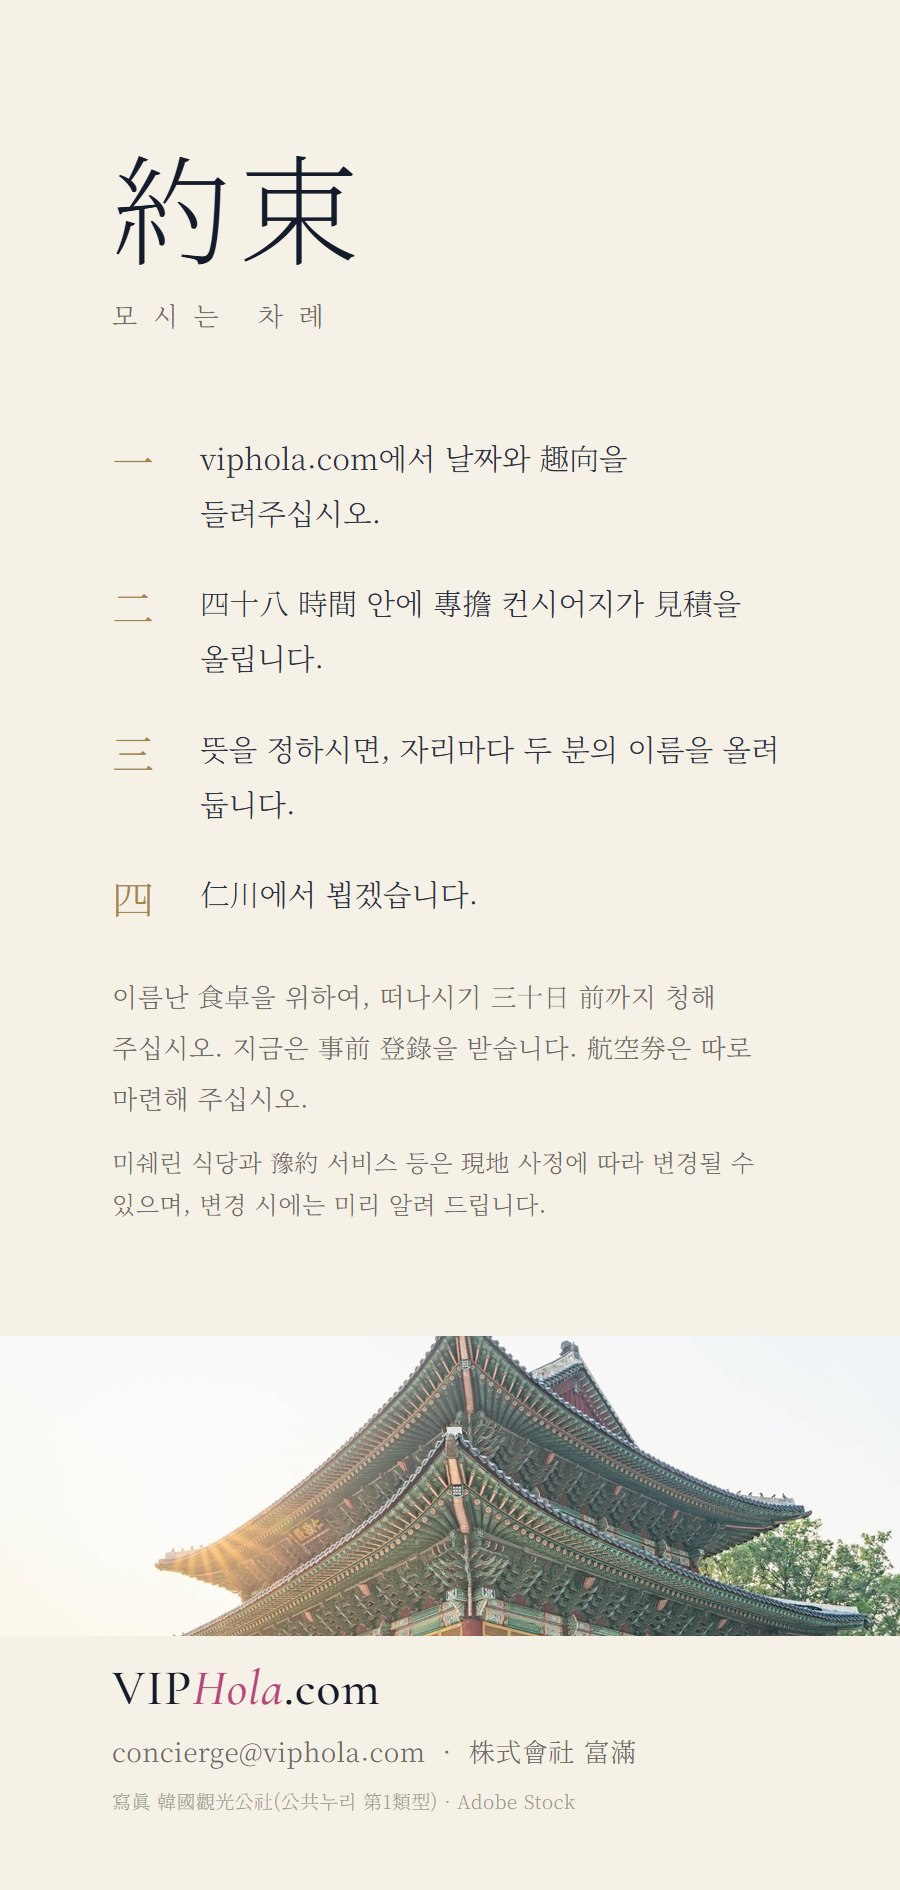 約束
모시는 차례
一 viphola.com에서 날짜와 趣向을
들려주십시오.
二 四十八 時間 안에 專擔 컨시어지가 見積을
올립니다.
三 뜻을 정하시면, 자리마다 두 분의 이름을 올려
둡니다.
四 仁川에서 뵙겠습니다.
이름난 食卓을 위하여, 떠나시기 三十日 前까지 청해
주십시오. 지금은 事前 登錄을 받습니다. 航空券은 따로
마련해 주십시오.
미쉐린 식당과 豫約 서비스 등은 現地 사정에 따라 변경될 수
있으며, 변경 시에는 미리 알려 드립니다.
VIPHola.com
concierge@viphola.com · 株式會社 富滿
寫眞 韓國觀光公社(公共누리 第1類型) · Adobe Stock